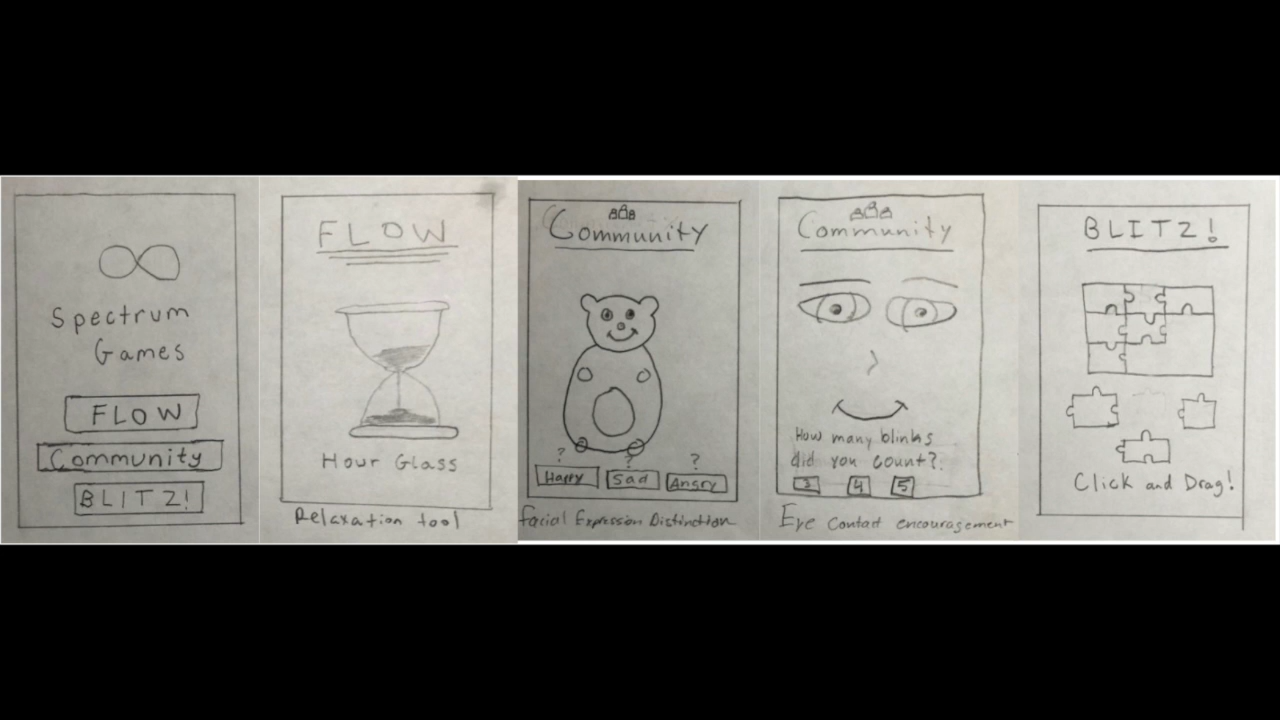 Spectrum
Games
FLOW
Community
BLITZ!
FLOW
Hour Glass
Relaxation tool
Community
? ? ?
Happy Sad Angry
Facial Expression Distinction
Community
How many blinks
did you count?
3 4 5
Eye Contact encouragement
BLITZ!
Click and Drag!